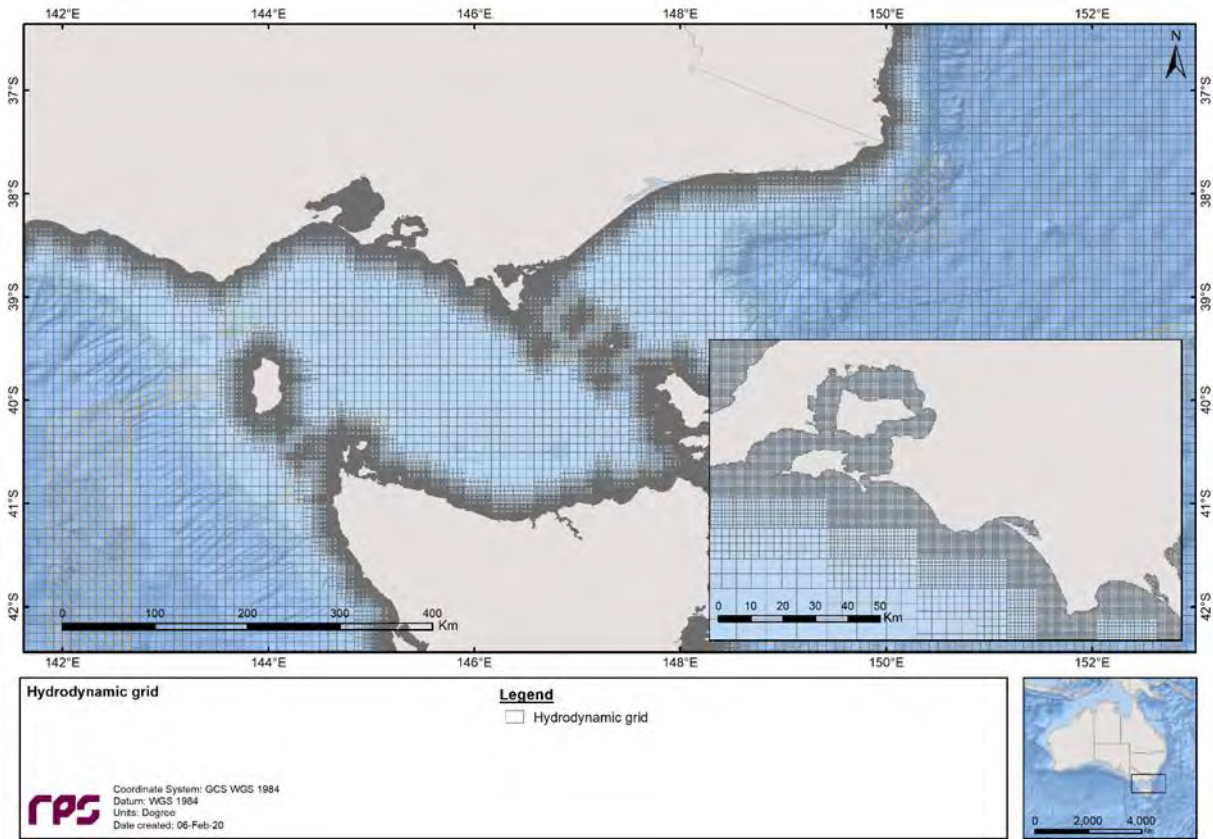 142°E 144°E 146°E 148°E 150°E 152°E
N
37°S 37°S
38°S 38°S
39°S 39°S
40°S 40°S
41°S 41°S
42°S 42°S
0 100 200 300 400
Km
0 10 20 30 40 50
Km
142°E 144°E 146°E 148°E 150°E 152°E
Hydrodynamic grid
Legend
Hydrodynamic grid
rps
Coordinate System: GCS WGS 1984
Datum: WGS 1984
Units: Degree
Date created: 06-Feb-20
0 2,000 4,000
Km